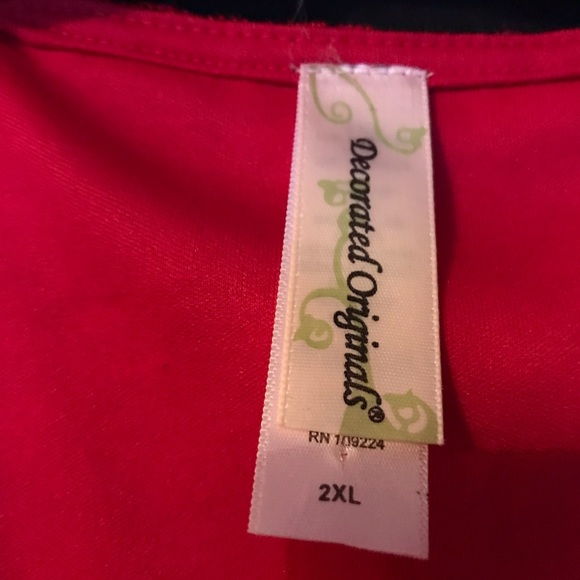 Decorated Originals®
RN 109224
2XL